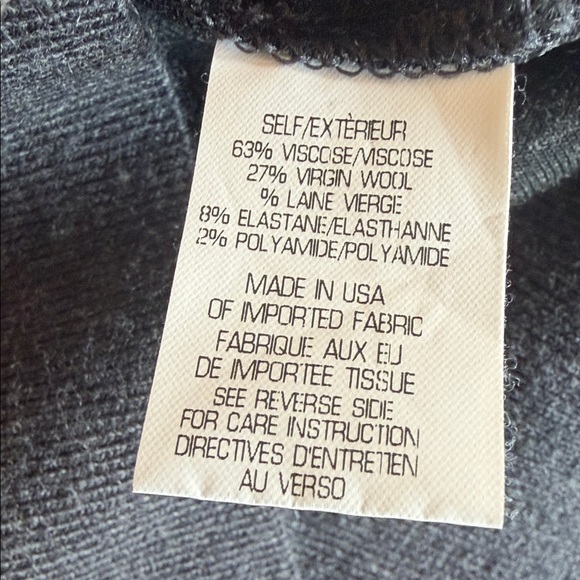 SELF/EXTÈRIEUR
63% VISCOSE/VISCOSE
27% VIRGIN WOOL
% LAINE VIERGE
8% ELASTANE/ELASTHANNE
2% POLYAMIDE/POLYAMIDE
MADE IN USA
OF IMPORTED FABRIC
FABRIQUE AUX EU
DE IMPORTEE TISSUE
SEE REVERSE SIDE
FOR CARE INSTRUCTION
DIRECTIVES D'ENTRETIEN
AU VERSO